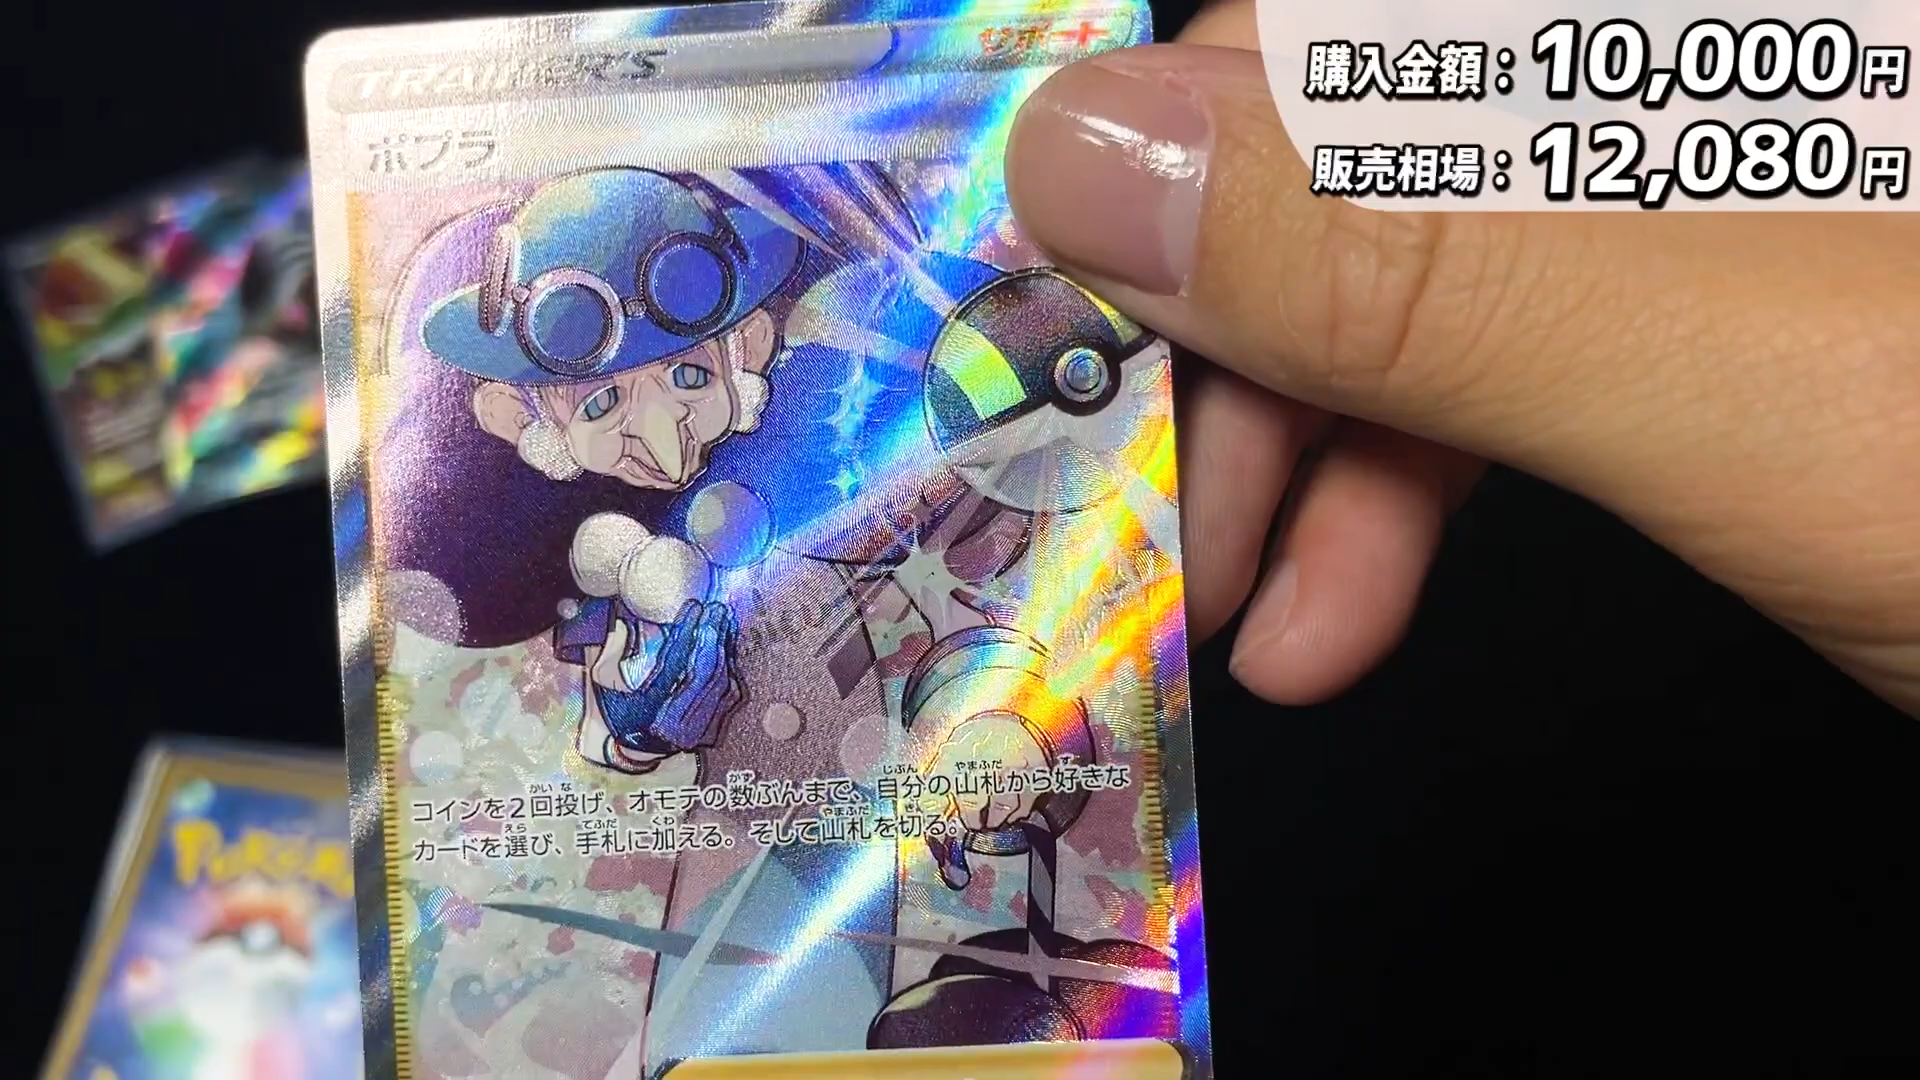 購入金額：10,000円
販売相場：12,080円
TRAINER'S
サポート
ポプラ
コインを2回投げ、オモテの数ぶんまで、自分の山札から好きな
カードを選び、手札に加える。そして山札を切る。
Pokémon